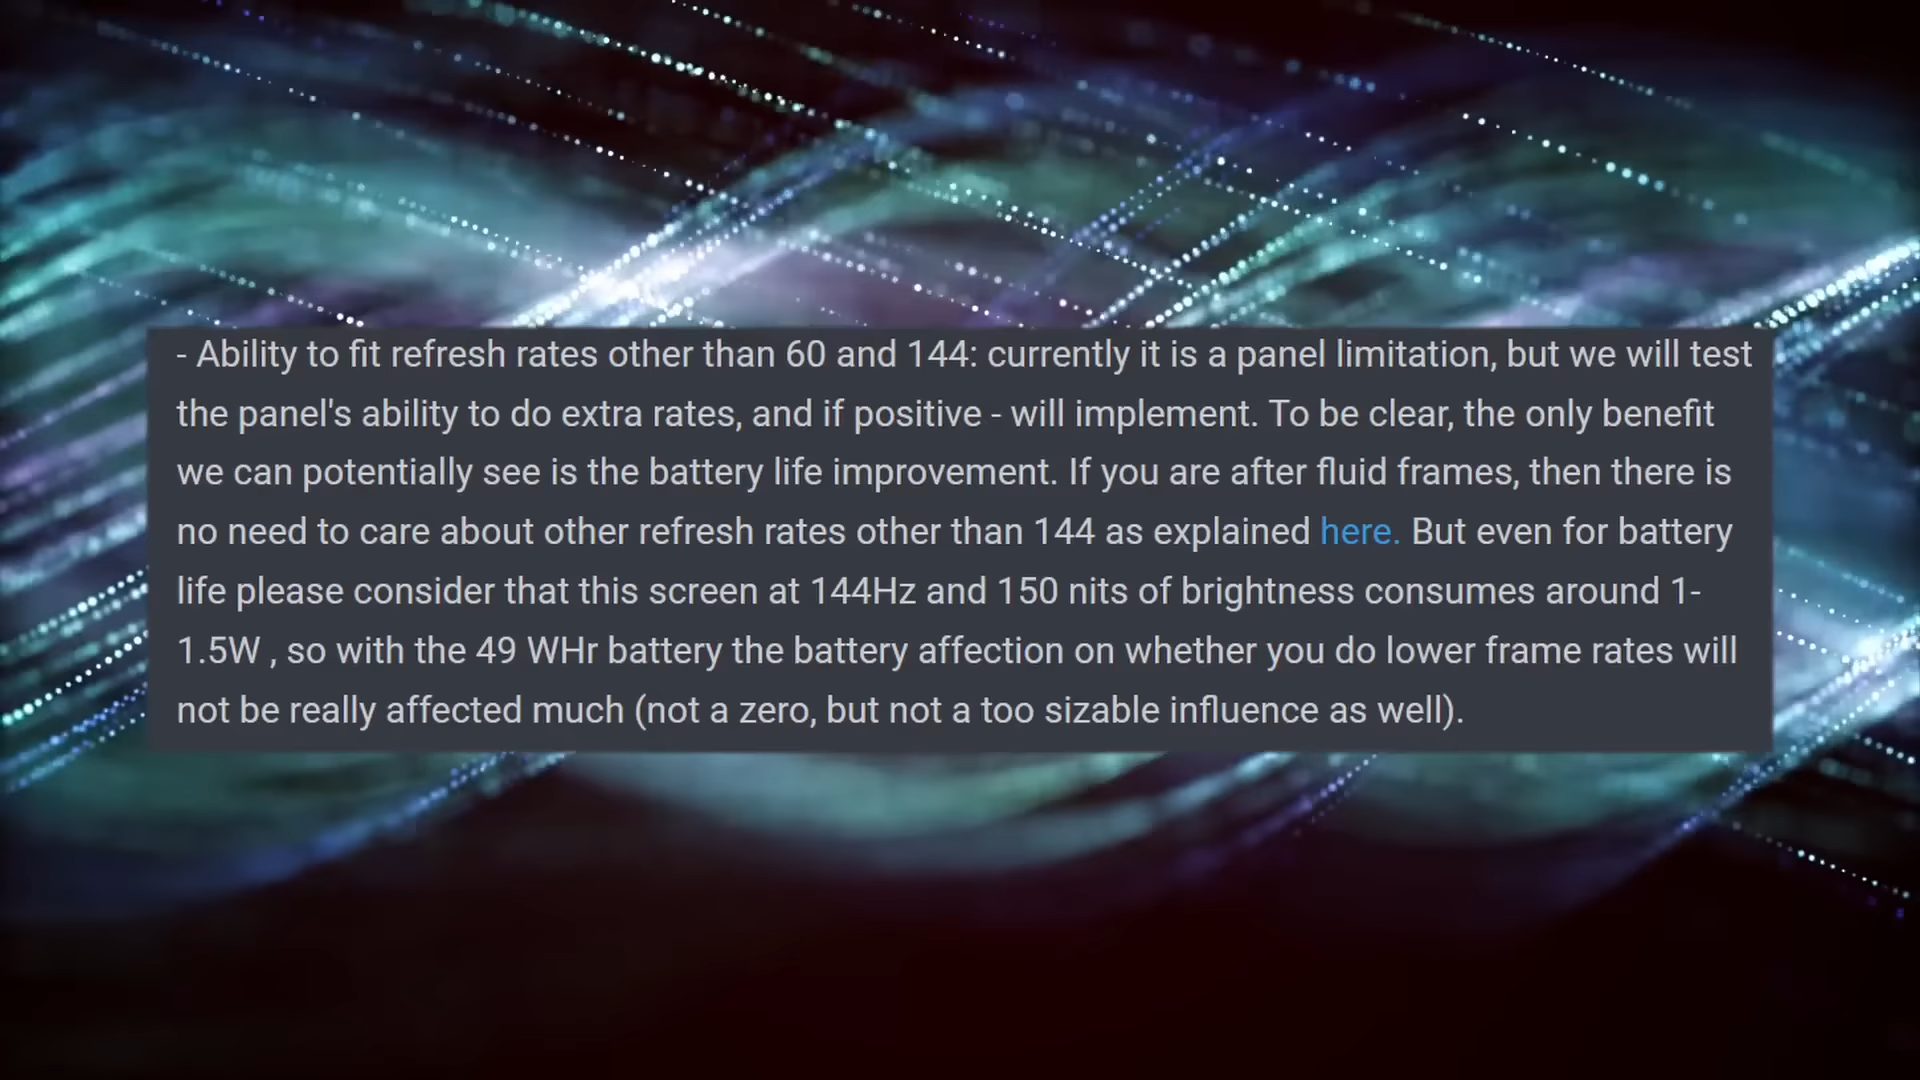 - Ability to fit refresh rates other than 60 and 144: currently it is a panel limitation, but we will test
the panel's ability to do extra rates, and if positive - will implement. To be clear, the only benefit
we can potentially see is the battery life improvement. If you are after fluid frames, then there is
no need to care about other refresh rates other than 144 as explained here. But even for battery
life please consider that this screen at 144Hz and 150 nits of brightness consumes around 1-
1.5W , so with the 49 WHr battery the battery affection on whether you do lower frame rates will
not be really affected much (not a zero, but not a too sizable influence as well).